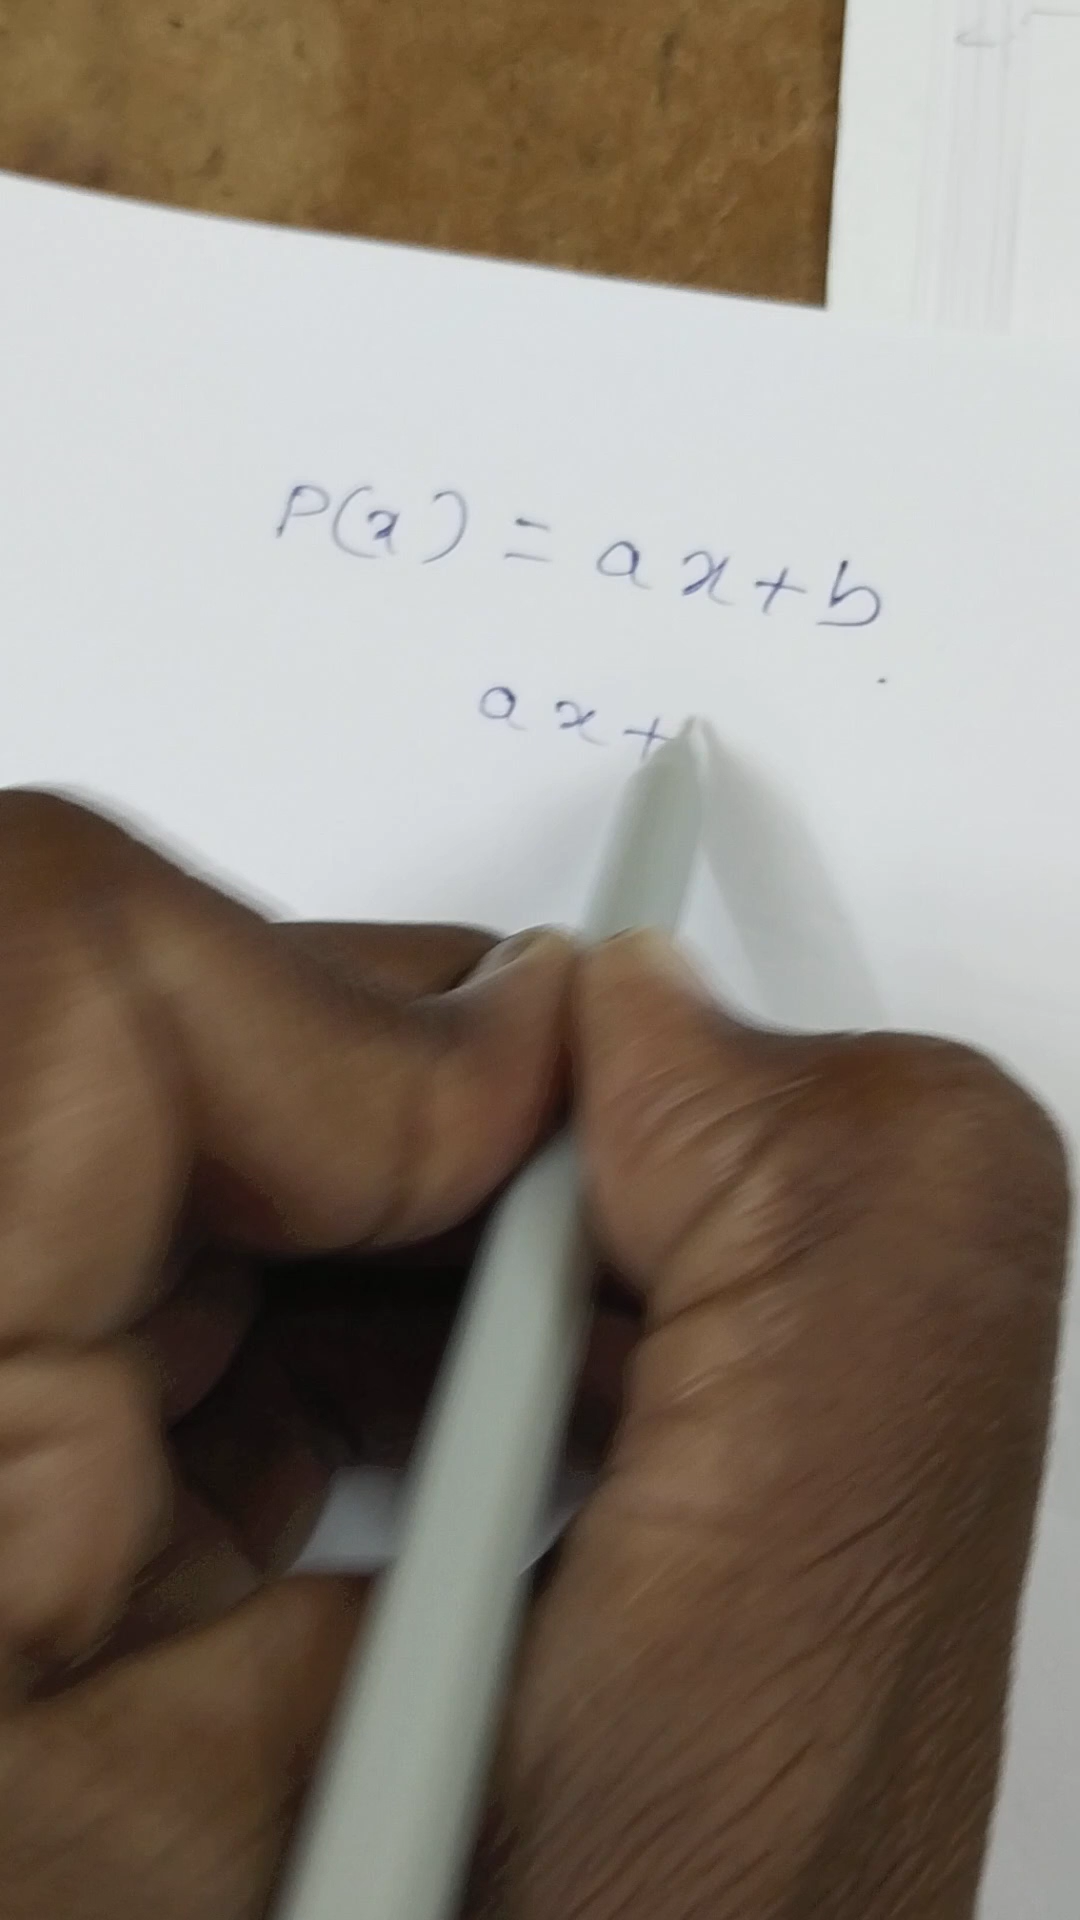 P(x) = ax+b
ax+